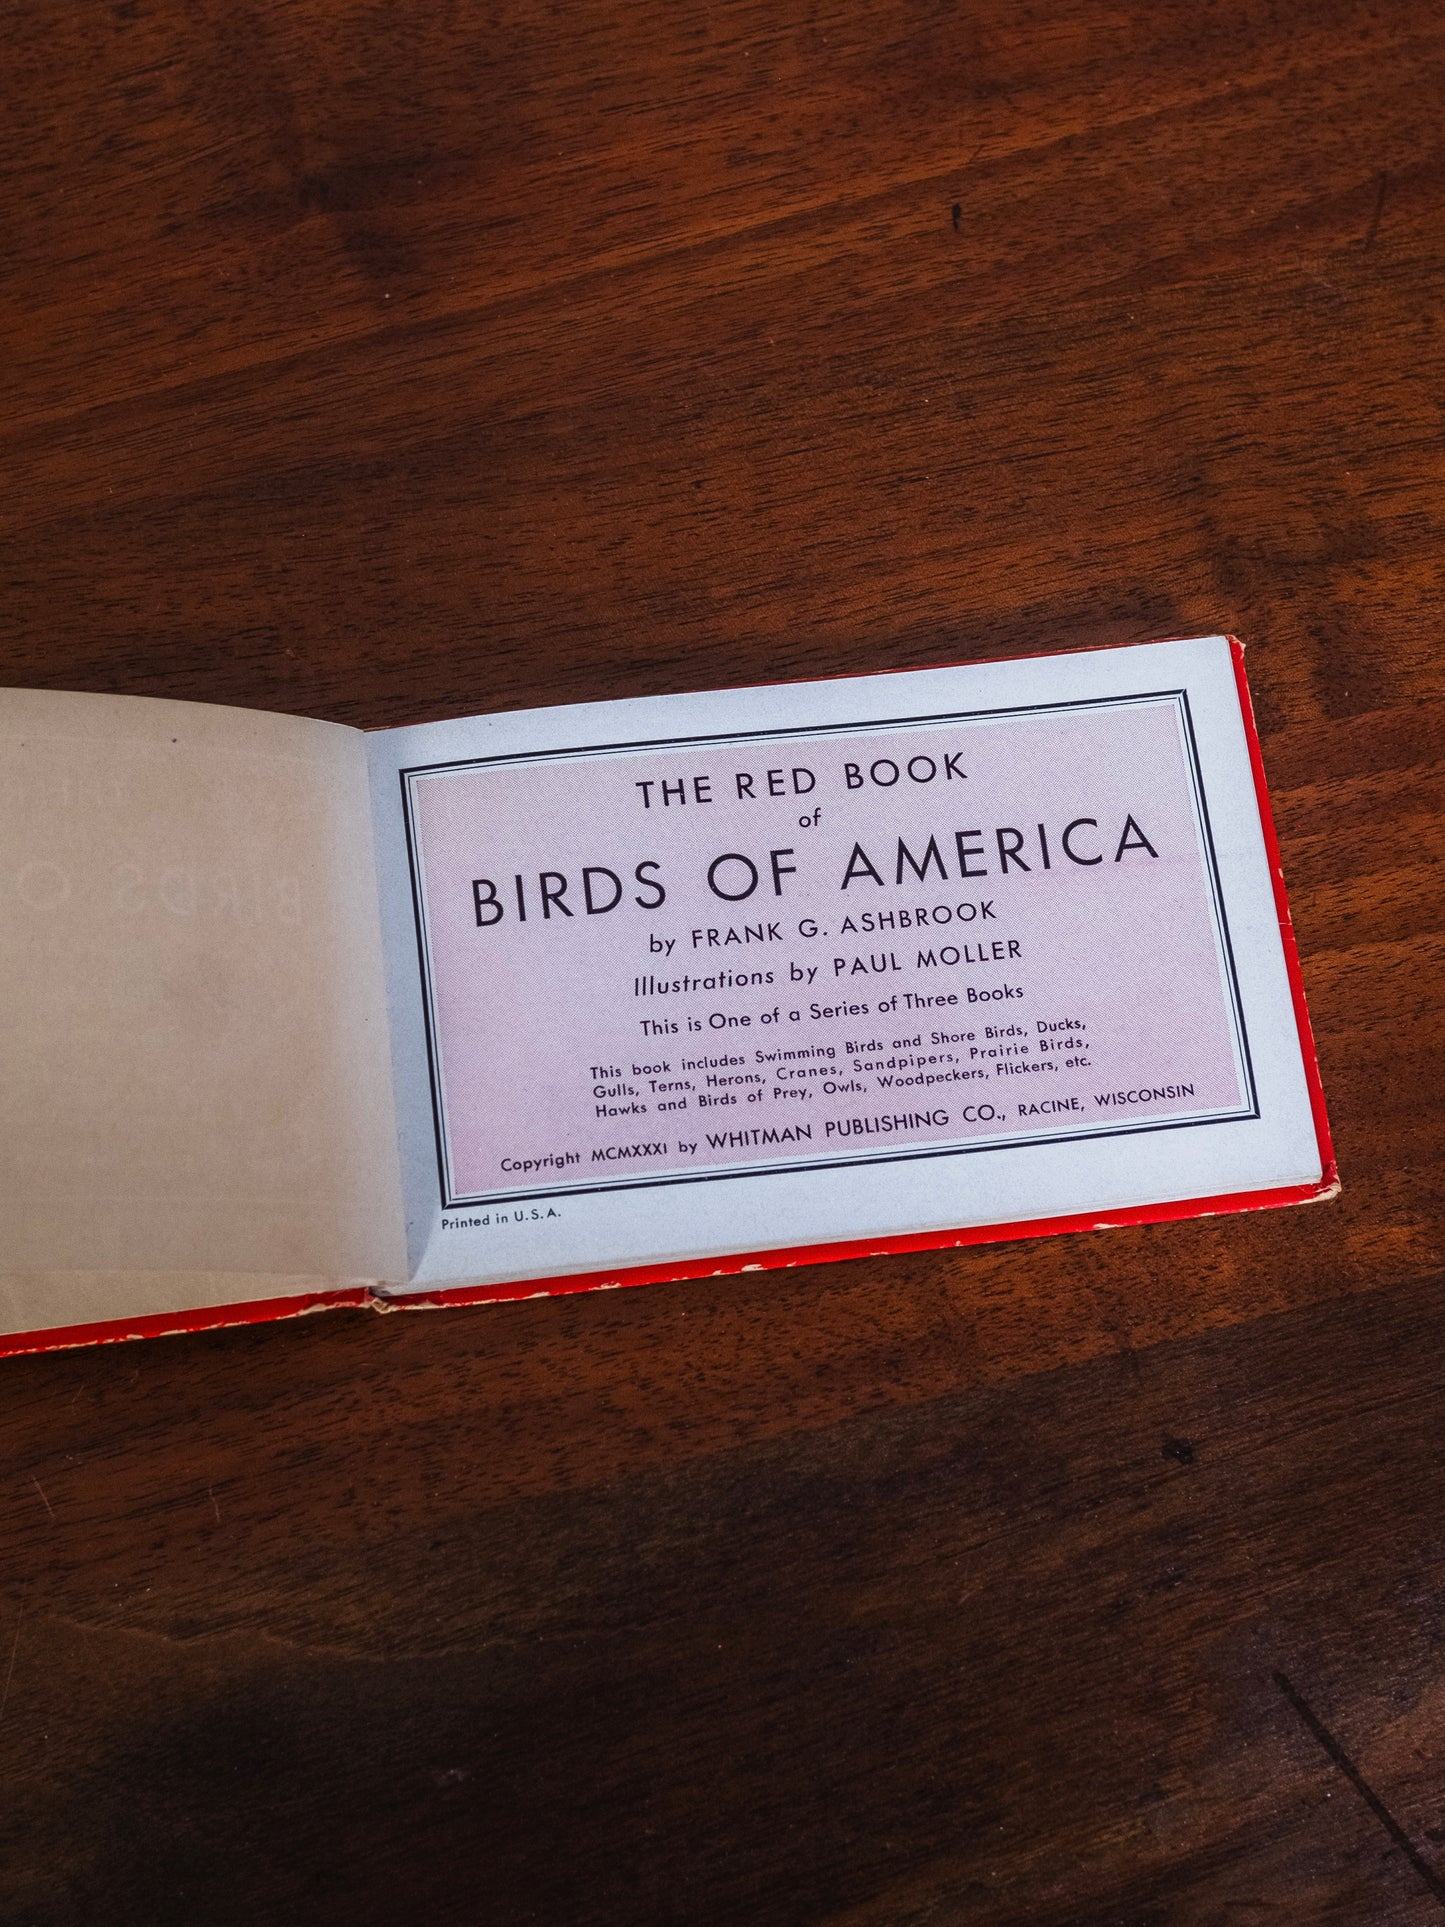 THE RED BOOK
of
BIRDS OF AMERICA
by FRANK G. ASHBROOK
Illustrations by PAUL MOLLER
This is One of a Series of Three Books
This book includes Swimming Birds and Shore Birds, Ducks,
Gulls, Terns, Herons, Cranes, Sandpipers, Prairie Birds,
Hawks and Birds of Prey, Owls, Woodpeckers, Flickers, etc.
Copyright MCMXXXI by WHITMAN PUBLISHING CO., RACINE, WISCONSIN
Printed in U.S.A.